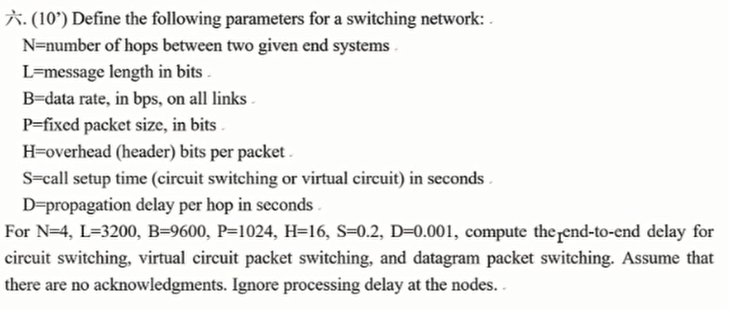 六. (10’) Define the following parameters for a switching network:
N=number of hops between two given end systems
L=message length in bits
B=data rate, in bps, on all links
P=fixed packet size, in bits
H=overhead (header) bits per packet
S=call setup time (circuit switching or virtual circuit) in seconds
D=propagation delay per hop in seconds
For N=4, L=3200, B=9600, P=1024, H=16, S=0.2, D=0.001, compute the end-to-end delay for
circuit switching, virtual circuit packet switching, and datagram packet switching. Assume that
there are no acknowledgments. Ignore processing delay at the nodes.